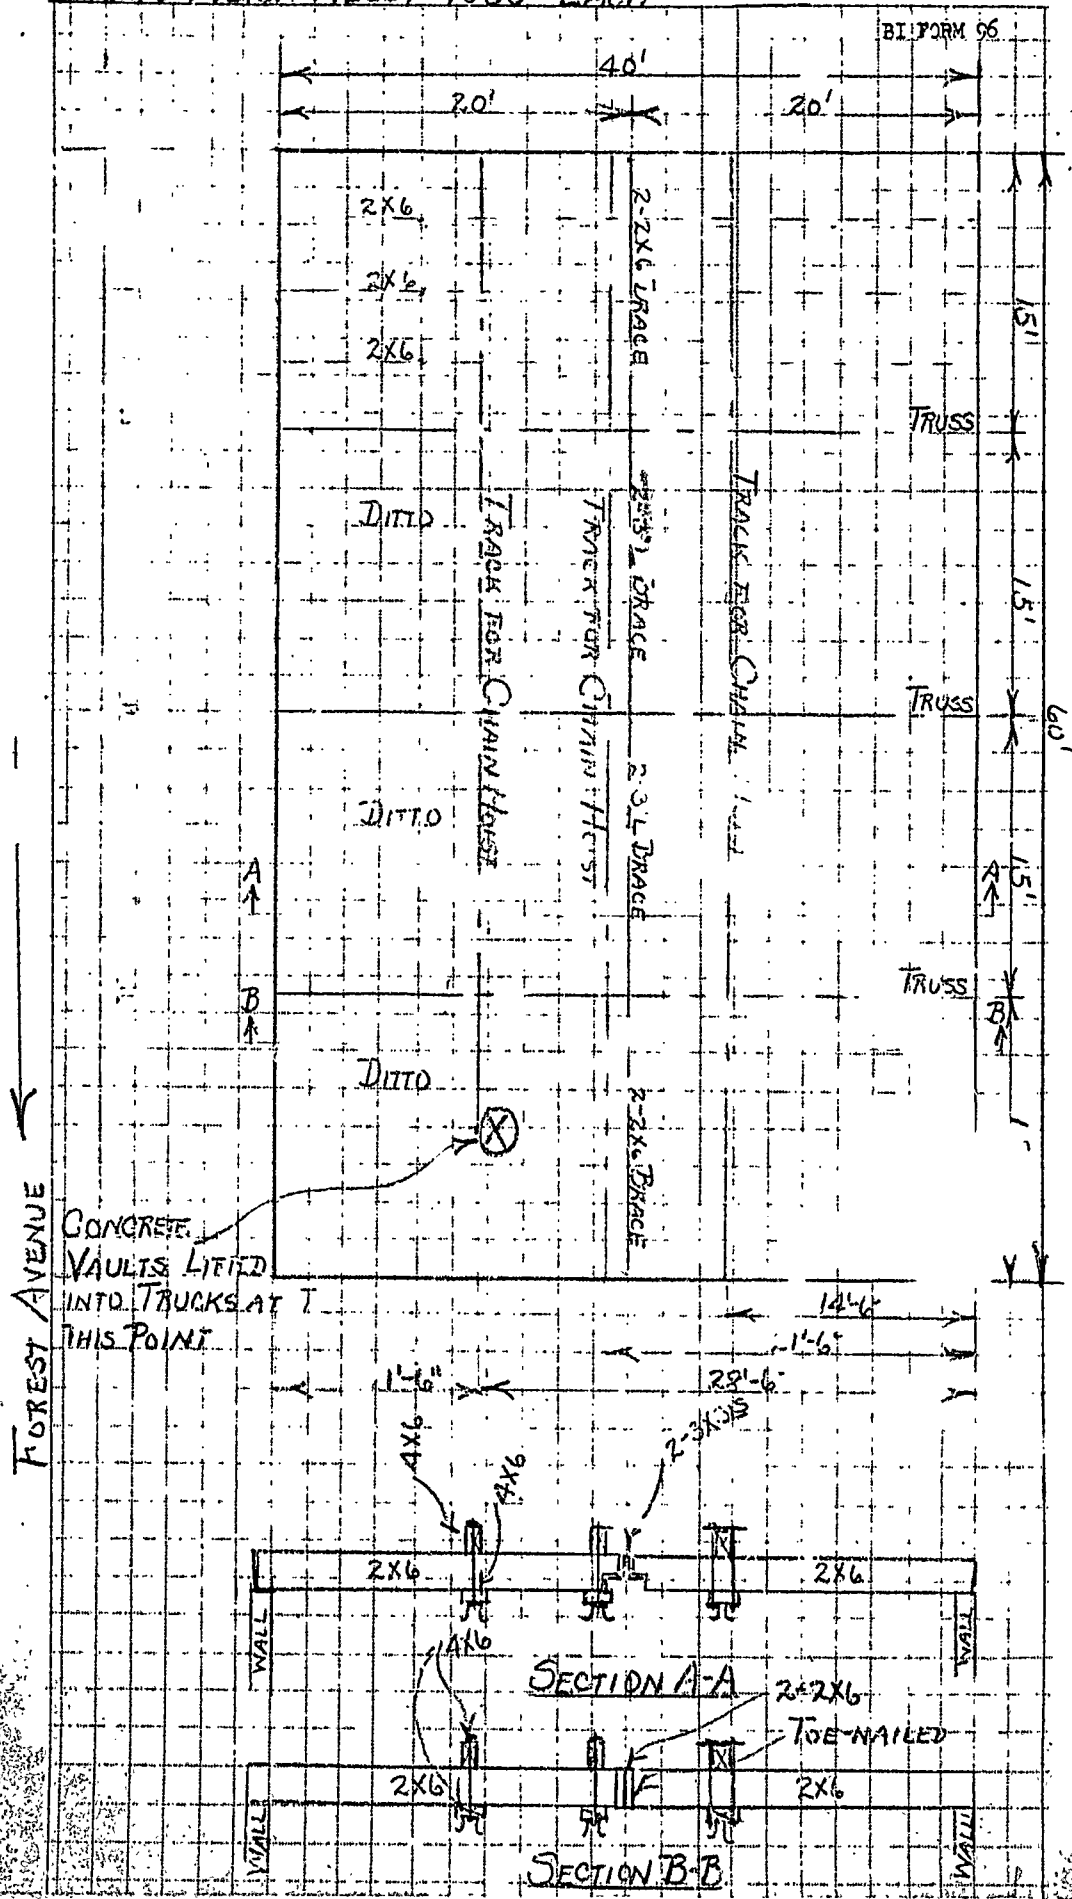 BI FORM 96
40'
20'
20'
2X6
2-2X6 BRACE
2X6
2X6
15'
TRUSS
DITTO
TRACK FOR CHAIN HOIST
TRACK FOR CHAIN HOIST
BRACE
TRACK FOR CHAIN
15'
TRUSS
60'
DITTO
2-3 L BRACE
A
A
15'
TRUSS
B
B
DITTO
X
2-2X6 BRACE
FOREST AVENUE
CONCRETE
VAULTS LIFTED
INTO TRUCKS AT
THIS POINT
14'-6"
1'-6"
1'-6"
28'-6"
4X6
4X6
2X6
2X6
WALL
WALL
4X6
SECTION A-A
2-2X6
TOE-NAILED
2X6
2X6
WALL
WALL
SECTION B-B